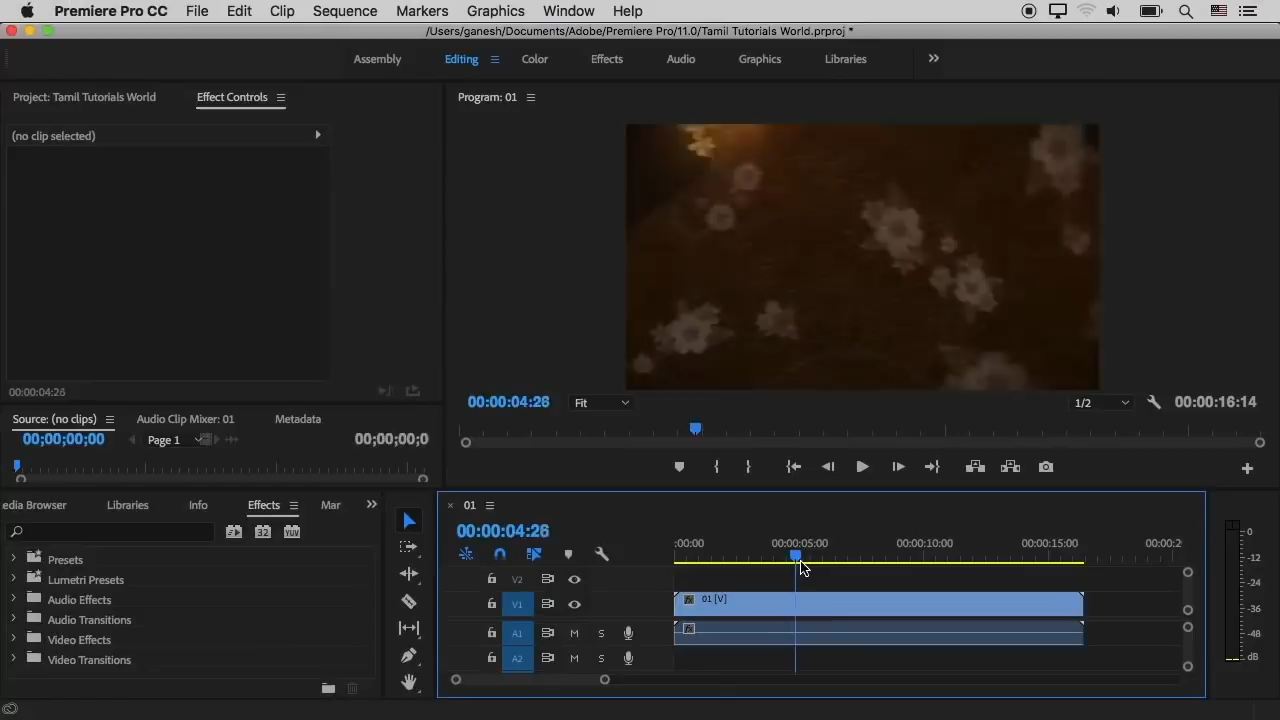 Premiere Pro CC File Edit Clip Sequence Markers Graphics Window Help
/Users/ganesh/Documents/Adobe/Premiere Pro/11.0/Tamil Tutorials World.prproj *
Assembly Editing Color Effects Audio Graphics Libraries
Project: Tamil Tutorials World Effect Controls
Program: 01
(no clip selected)
00:00:04:26
00:00:04:26 Fit 1/2 00:00:16:14
Source: (no clips) Audio Clip Mixer: 01 Metadata
00;00;00;00 Page 1 00;00;00;0
edia Browser Libraries Info Effects Mar
Presets
Lumetri Presets
Audio Effects
Audio Transitions
Video Effects
Video Transitions
01
00:00:04:26
:00:00 00:00:05:00 00:00:10:00 00:00:15:00 00:00:2
V2
V1 01 [V]
A1 M S
A2 M S
0
-12
-24
-36
-48
dB